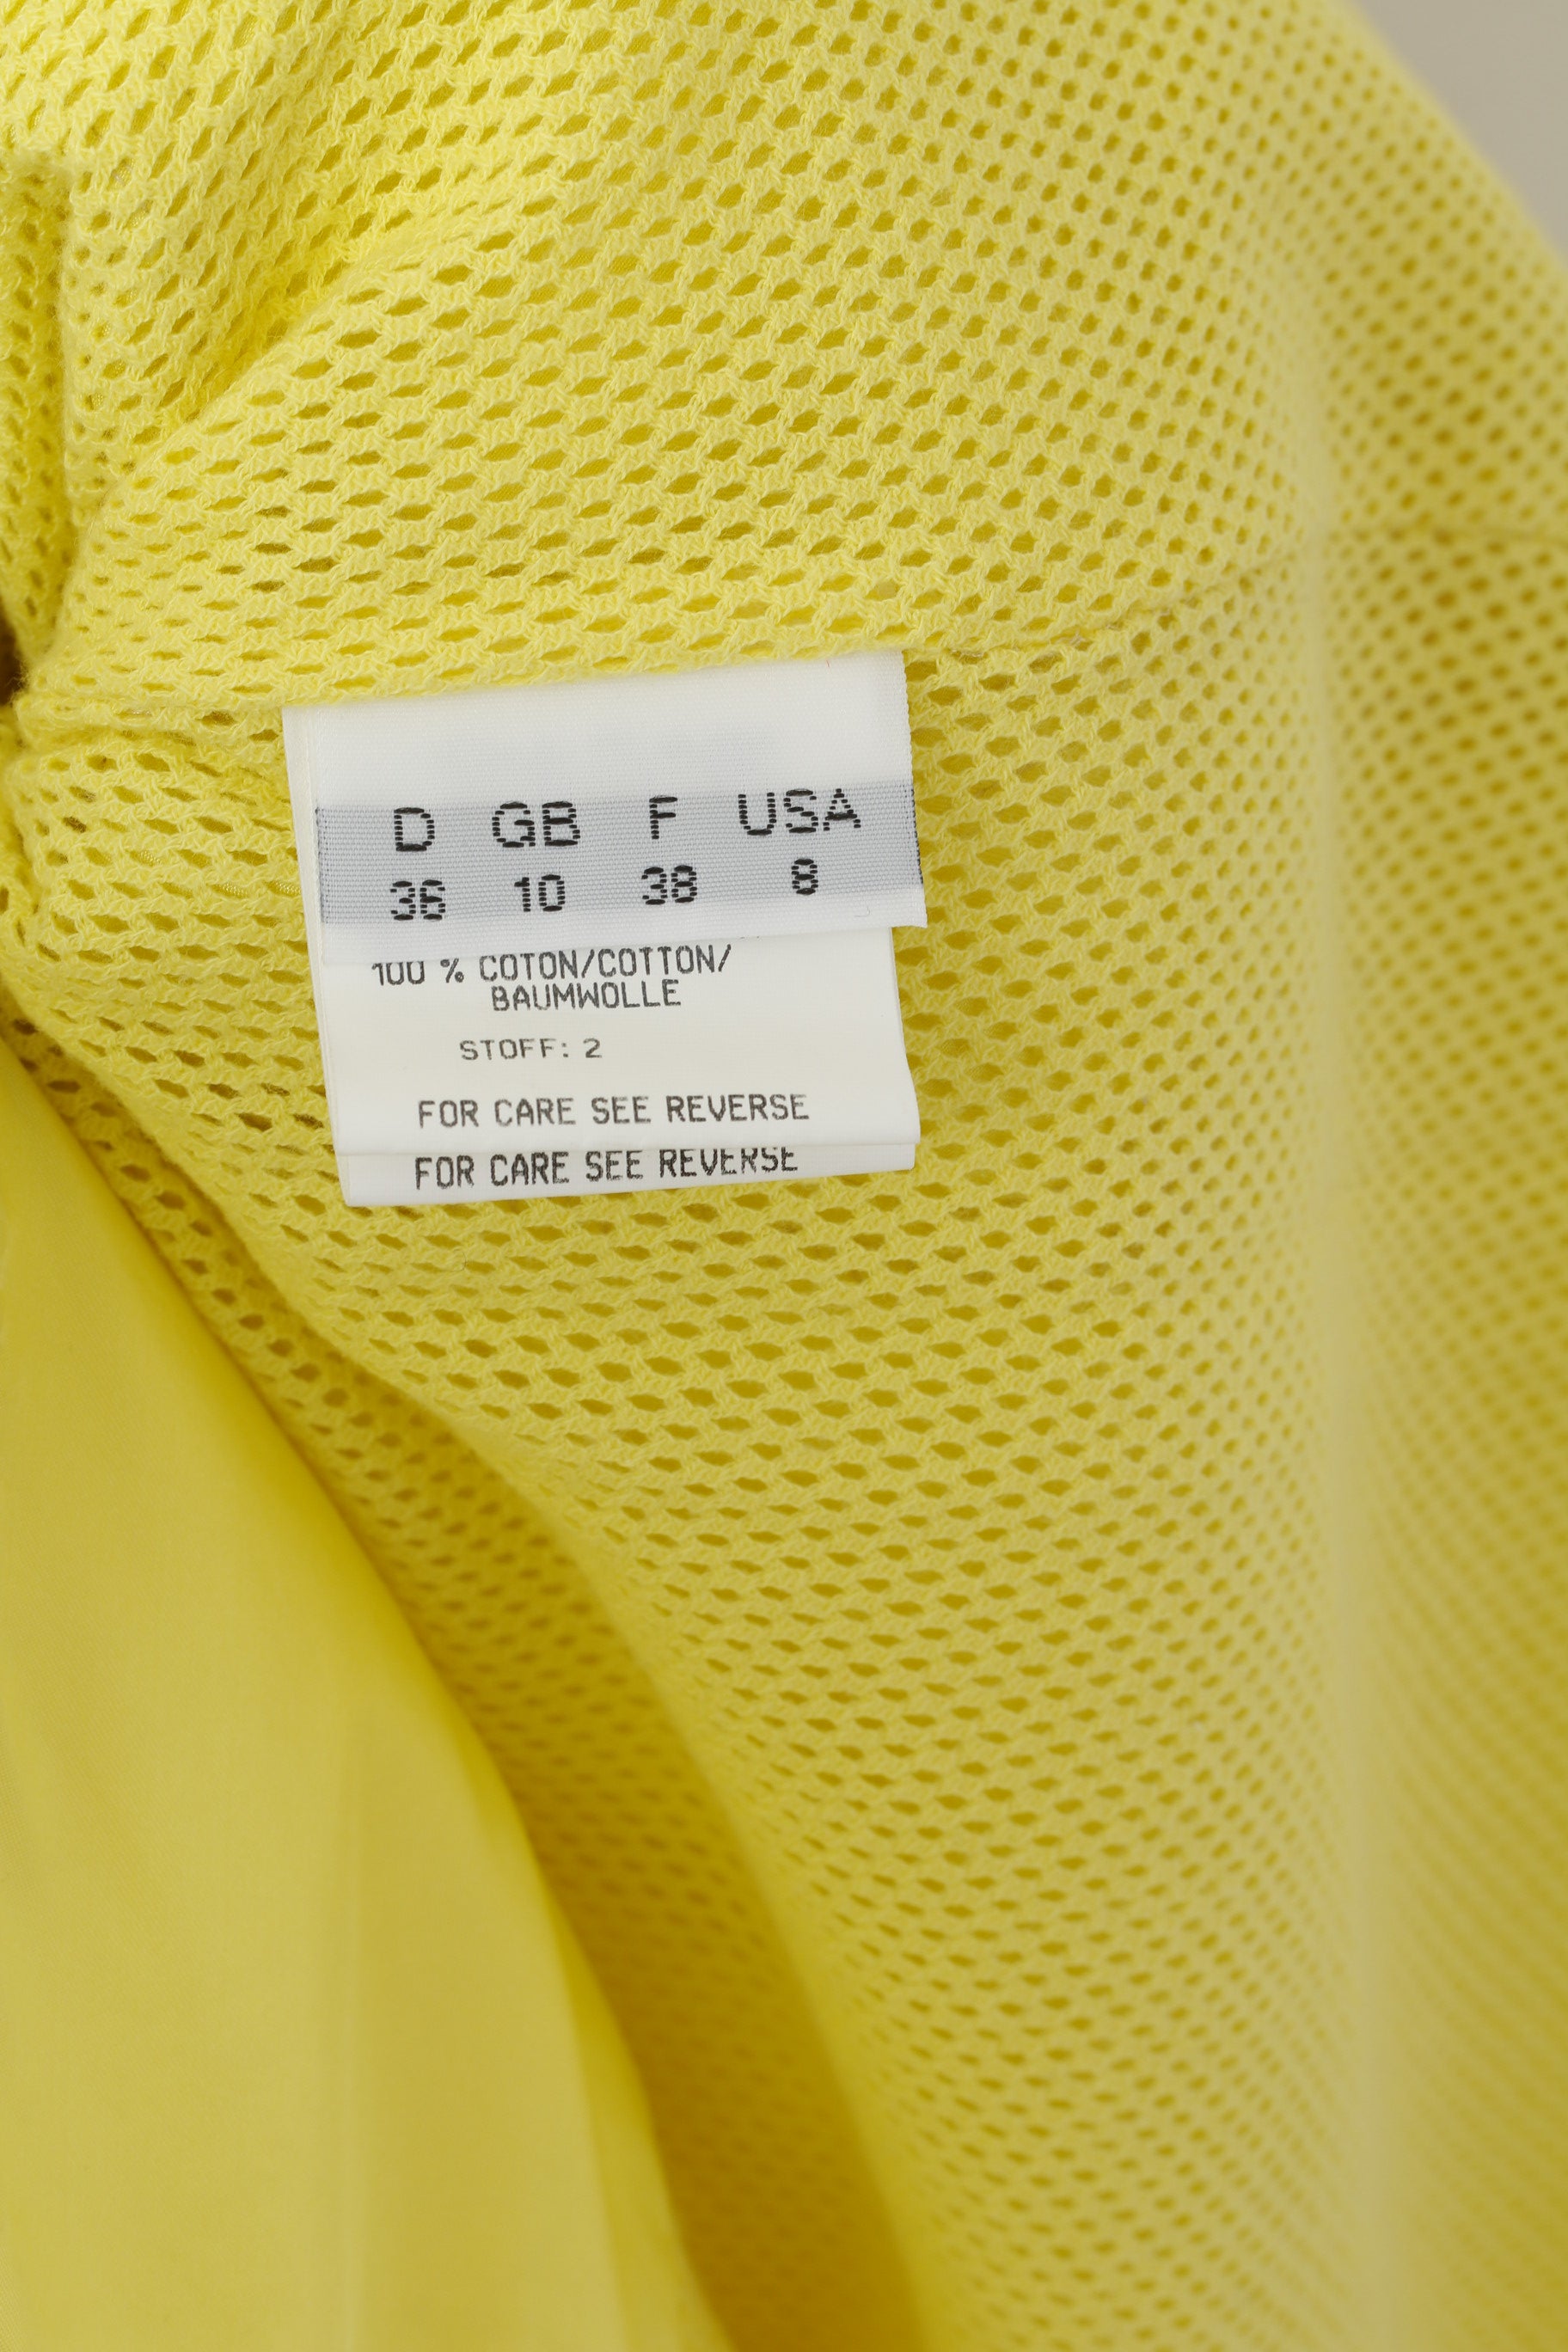 D GB F USA
36 10 38 8
100 % COTON/COTTON/
BAUMWOLLE
STOFF: 2
FOR CARE SEE REVERSE
FOR CARE SEE REVERSE